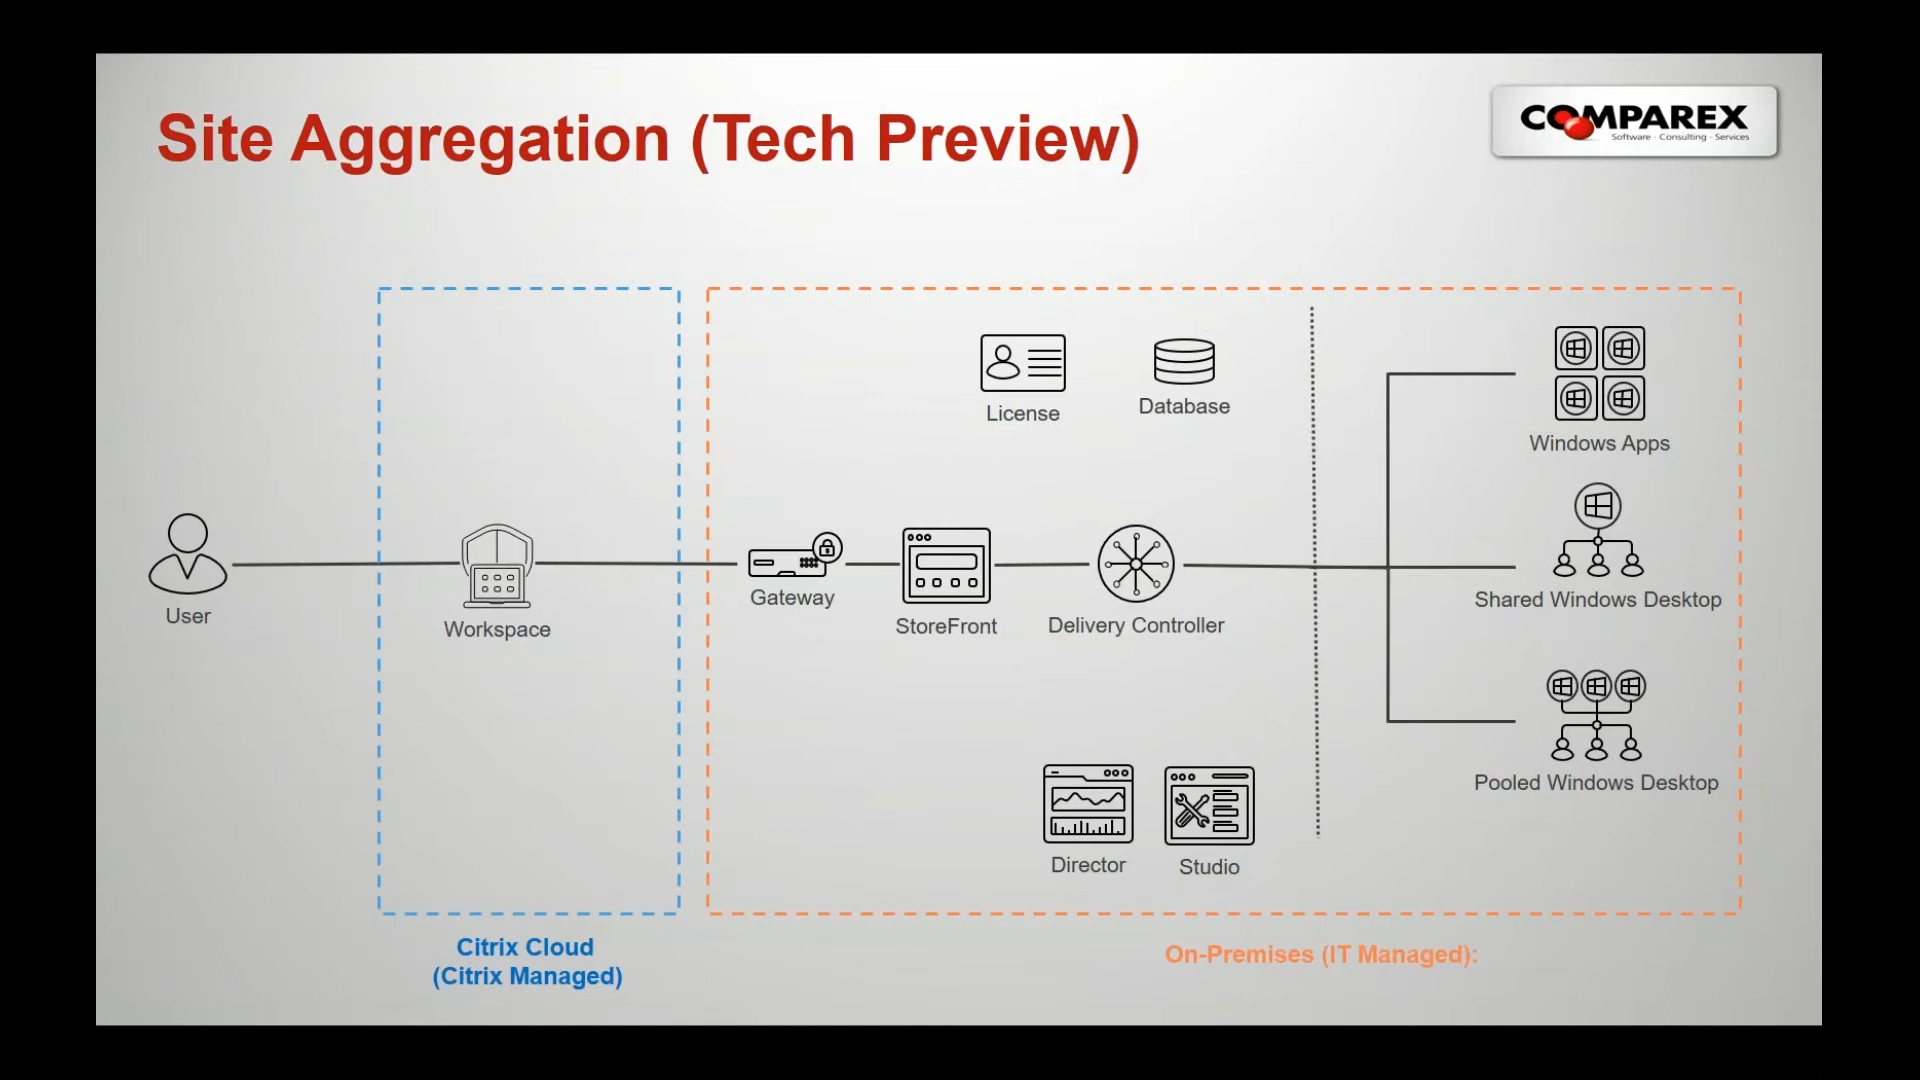 Site Aggregation (Tech Preview)
COMPAREX
Software · Consulting · Services
License
Database
Windows Apps
User
Workspace
Gateway
StoreFront
Delivery Controller
Shared Windows Desktop
Pooled Windows Desktop
Director
Studio
Citrix Cloud
(Citrix Managed)
On-Premises (IT Managed):